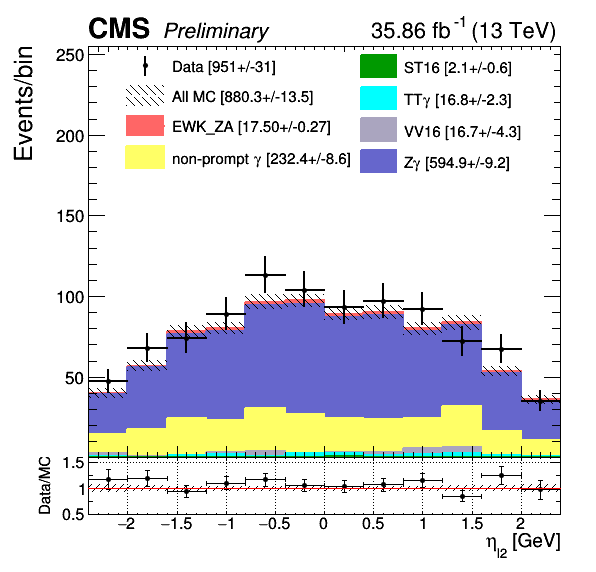 CMS Preliminary 35.86 fb⁻¹ (13 TeV)
Events/bin
250
200
150
100
50
Data [951+/-31]
All MC [880.3+/-13.5]
EWK_ZA [17.50+/-0.27]
non-prompt γ [232.4+/-8.6]
ST16 [2.1+/-0.6]
TTγ [16.8+/-2.3]
VV16 [16.7+/-4.3]
Zγ [594.9+/-9.2]
Data/MC
1.5
1
0.5
−2 −1.5 −1 −0.5 0 0.5 1 1.5 2
η_l2 [GeV]